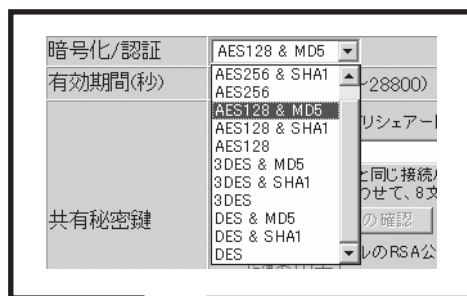 暗号化/認証 AES128 & MD5
有効期間(秒) ~28800)
AES256 & SHA1
AES256
AES128 & MD5
AES128 & SHA1
AES128
3DES & MD5
3DES & SHA1
3DES
DES & MD5
DES & SHA1
DES
リシェアー
共有秘密鍵
と同じ接続
わせて、8文
の確認
ルのRSA公